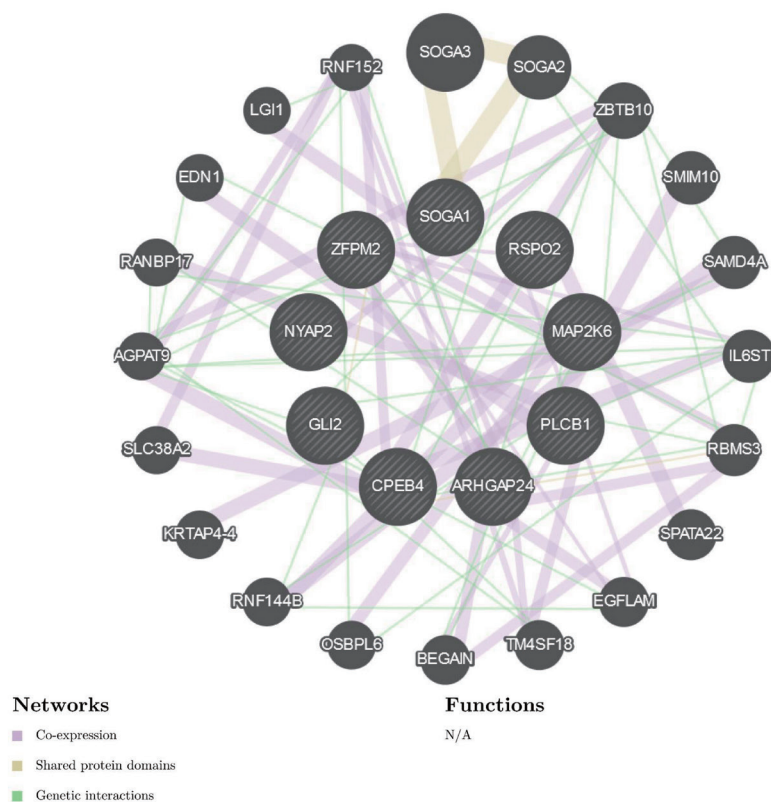 SOGA3
SOGA2
RNF152
ZBTB10
LGI1
SMIM10
EDN1
SOGA1
ZFPM2
RSPO2
RANBP17
SAMD4A
NYAP2
MAP2K6
AGPAT9
IL6ST
GLI2
PLCB1
SLC38A2
RBMS3
CPEB4
ARHGAP24
KRTAP4-4
SPATA22
RNF144B
EGFLAM
OSBPL6
BEGAIN
TM4SF18
Networks
Functions
Co-expression
N/A
Shared protein domains
Genetic interactions